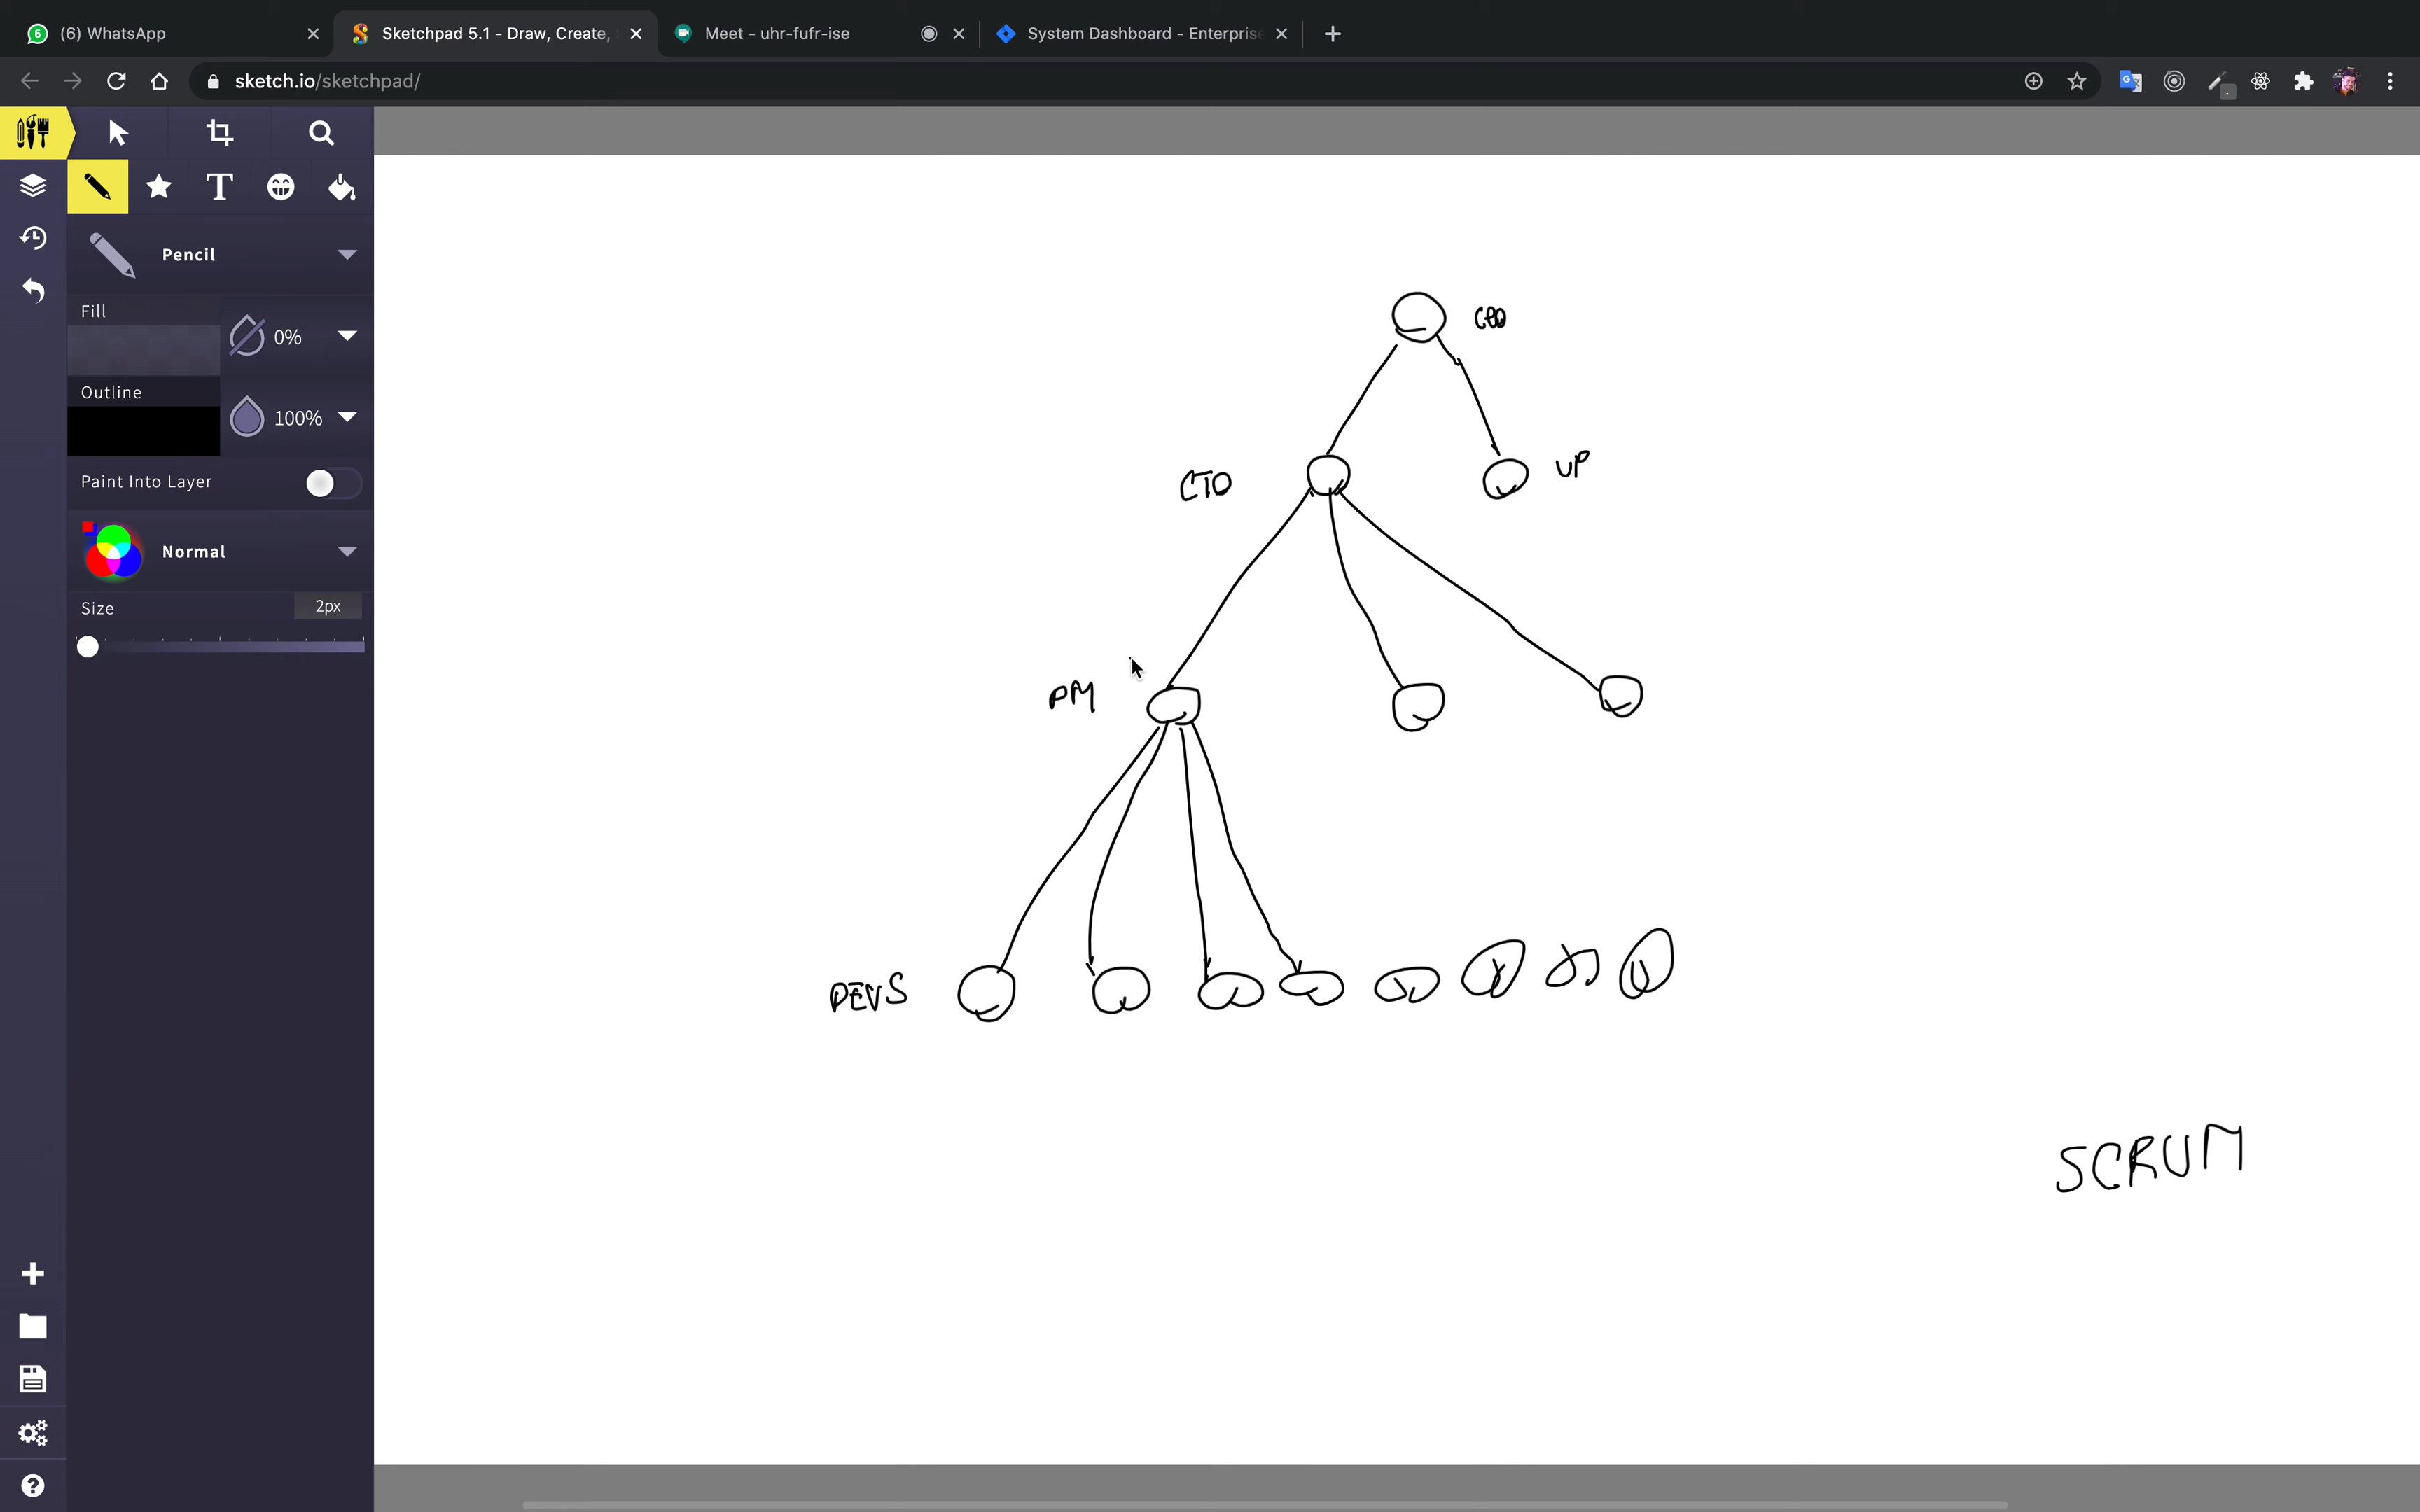 (6) WhatsApp
Sketchpad 5.1 - Draw, Create, S
Meet - uhr-fufr-ise
System Dashboard - Enterprise
sketch.io/sketchpad/
Pencil
Fill
0%
Outline
100%
Paint Into Layer
Normal
Size
2px
CEO
CTO
VP
PM
DEVS
SCRUM